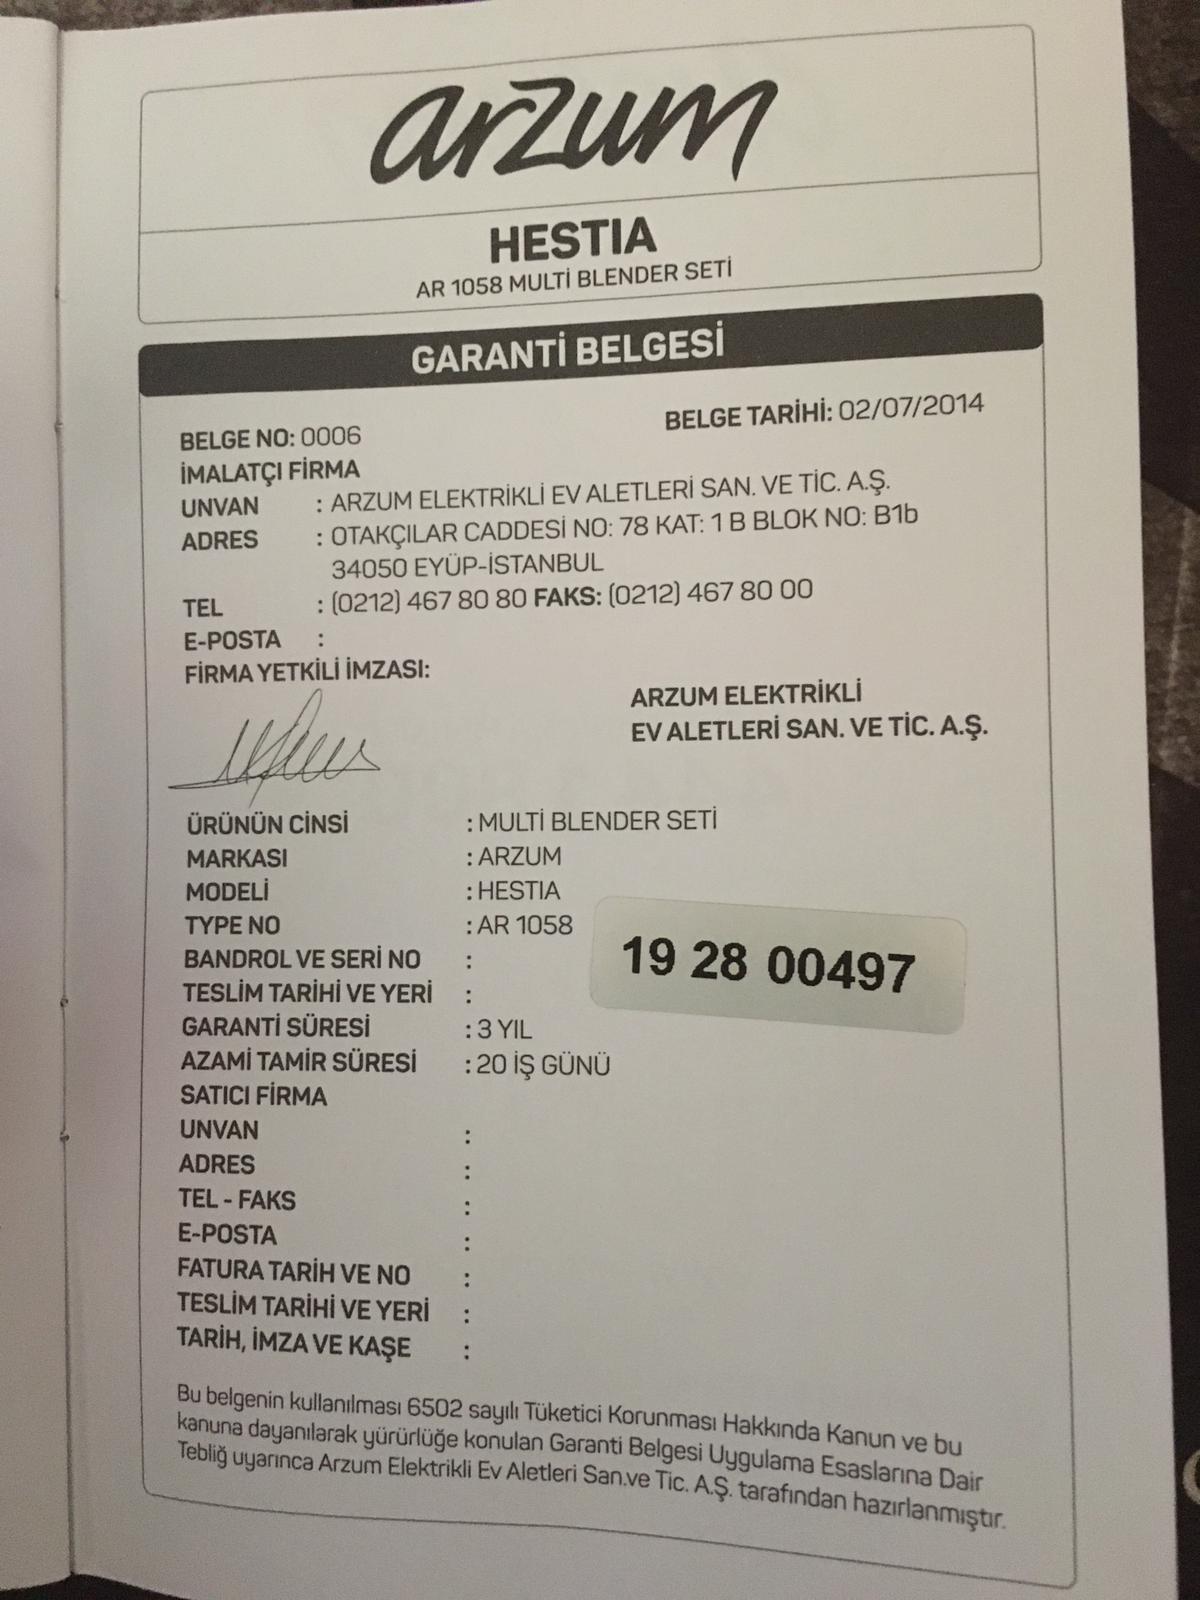 arzum
HESTIA
AR 1058 MULTİ BLENDER SETİ
GARANTİ BELGESİ
BELGE NO: 0006 BELGE TARİHİ: 02/07/2014
İMALATÇI FİRMA
UNVAN : ARZUM ELEKTRİKLİ EV ALETLERİ SAN. VE TİC. A.Ş.
ADRES : OTAKÇILAR CADDESİ NO: 78 KAT: 1 B BLOK NO: B1b
34050 EYÜP-İSTANBUL
TEL : (0212) 467 80 80 FAKS: (0212) 467 80 00
E-POSTA :
FİRMA YETKİLİ İMZASI:
ARZUM ELEKTRİKLİ
EV ALETLERİ SAN. VE TİC. A.Ş.
ÜRÜNÜN CİNSİ : MULTİ BLENDER SETİ
MARKASI : ARZUM
MODELİ : HESTIA
TYPE NO : AR 1058
BANDROL VE SERİ NO : 19 28 00497
TESLİM TARİHİ VE YERİ :
GARANTİ SÜRESİ : 3 YIL
AZAMİ TAMİR SÜRESİ : 20 İŞ GÜNÜ
SATICI FİRMA
UNVAN :
ADRES :
TEL - FAKS :
E-POSTA :
FATURA TARİH VE NO :
TESLİM TARİHİ VE YERİ :
TARİH, İMZA VE KAŞE :
Bu belgenin kullanılması 6502 sayılı Tüketici Korunması Hakkında Kanun ve bu
kanuna dayanılarak yürürlüğe konulan Garanti Belgesi Uygulama Esaslarına Dair
Tebliğ uyarınca Arzum Elektrikli Ev Aletleri San.ve Tic. A.Ş. tarafından hazırlanmıştır.